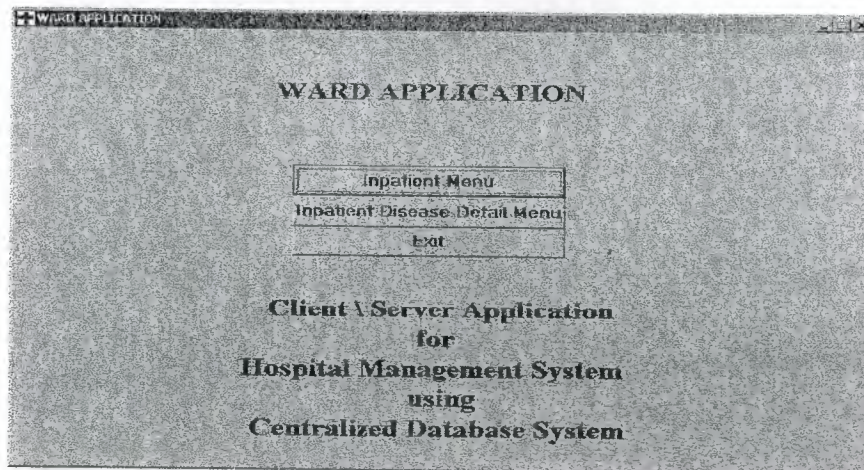 WARD APPLICATION
WARD APPLICATION
Inpatient Menu
Inpatient Disease Detail Menu
Exit
Client \ Server Application
for
Hospital Management System
using
Centralized Database System